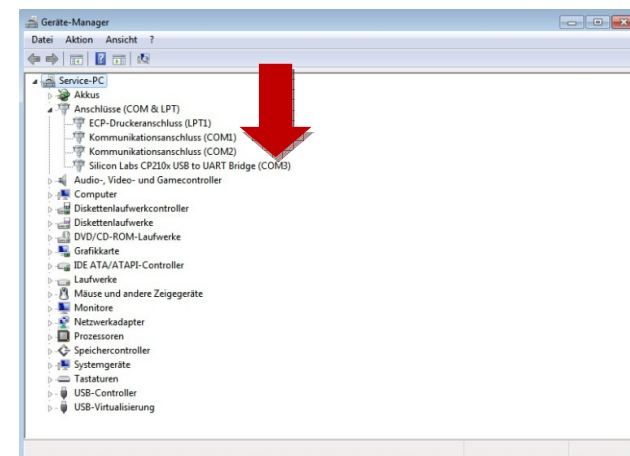 Geräte-Manager
Datei Aktion Ansicht ?
Service-PC
Akkus
Anschlüsse (COM & LPT)
ECP-Druckeranschluss (LPT1)
Kommunikationsanschluss (COM1)
Kommunikationsanschluss (COM2)
Silicon Labs CP210x USB to UART Bridge (COM3)
Audio-, Video- und Gamecontroller
Computer
Diskettenlaufwerkcontroller
Diskettenlaufwerke
DVD/CD-ROM-Laufwerke
Grafikkarte
IDE ATA/ATAPI-Controller
Laufwerke
Mäuse und andere Zeigegeräte
Monitore
Netzwerkadapter
Prozessoren
Speichercontroller
Systemgeräte
Tastaturen
USB-Controller
USB-Virtualisierung